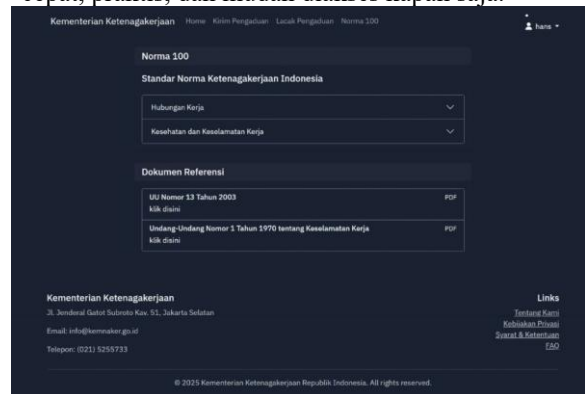 Kementerian Ketenagakerjaan Home Kirim Pengaduan Lacak Pengaduan Norma 100 hans
Norma 100
Standar Norma Ketenagakerjaan Indonesia
Hubungan Kerja
Kesehatan dan Keselamatan Kerja
Dokumen Referensi
UU Nomor 13 Tahun 2003 PDF
klik disini
Undang-Undang Nomor 1 Tahun 1970 tentang Keselamatan Kerja PDF
klik disini
Kementerian Ketenagakerjaan
Jl. Jenderal Gatot Subroto Kav. 51, Jakarta Selatan
Email: info@kemnaker.go.id
Telepon: (021) 5255733
Links
Tentang Kami
Kebijakan Privasi
Syarat & Ketentuan
FAQ
© 2025 Kementerian Ketenagakerjaan Republik Indonesia. All rights reserved.